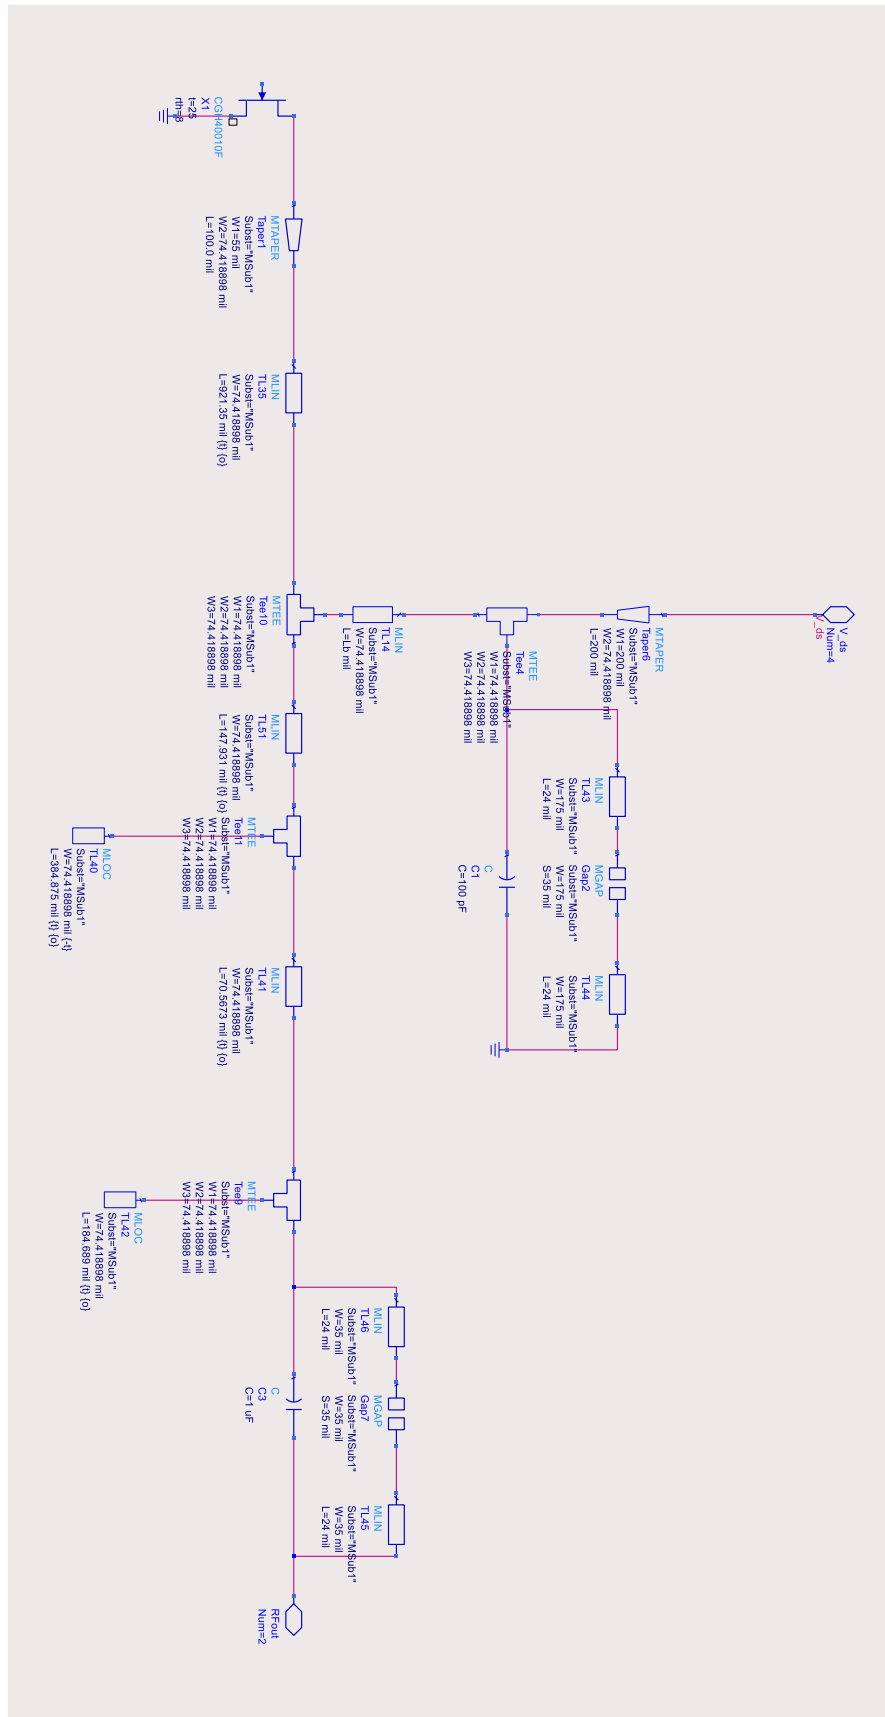 CGH40010F
X1
t=25
rth=8
MTAPER
Taper1
Subst="MSub1"
W1=55 mil
W2=74.418898 mil
L=100.0 mil
MLIN
TL35
Subst="MSub1"
W=74.418898 mil
L=921.35 mil {t} {o}
MTEE
Tee10
Subst="MSub1"
W1=74.418898 mil
W2=74.418898 mil
W3=74.418898 mil
MLIN
TL14
Subst="MSub1"
W=74.418898 mil
L=Lb mil
MTEE
Tee4
Subst="MSub1"
W1=74.418898 mil
W2=74.418898 mil
W3=74.418898 mil
MTAPER
Taper6
Subst="MSub1"
W1=200 mil
W2=74.418898 mil
L=200 mil
V_ds
V_ds
Num=4
MLIN
TL43
Subst="MSub1"
W=175 mil
L=24 mil
MGAP
Gap2
Subst="MSub1"
W=175 mil
S=35 mil
MLIN
TL44
Subst="MSub1"
W=175 mil
L=24 mil
C
C1
C=100 pF
MLIN
TL51
Subst="MSub1"
W=74.418898 mil
L=147.931 mil {t} {o}
MTEE
Tee11
Subst="MSub1"
W1=74.418898 mil
W2=74.418898 mil
W3=74.418898 mil
MLOC
TL40
Subst="MSub1"
W=74.418898 mil {-t}
L=384.875 mil {t} {o}
MLIN
TL41
Subst="MSub1"
W=74.418898 mil
L=70.5673 mil {t} {o}
MTEE
Tee9
Subst="MSub1"
W1=74.418898 mil
W2=74.418898 mil
W3=74.418898 mil
MLOC
TL42
Subst="MSub1"
W=74.418898 mil
L=184.689 mil {t} {o}
MLIN
TL46
Subst="MSub1"
W=35 mil
L=24 mil
MGAP
Gap7
Subst="MSub1"
W=35 mil
S=35 mil
MLIN
TL45
Subst="MSub1"
W=35 mil
L=24 mil
C
C3
C=1 uF
RFout
Num=2